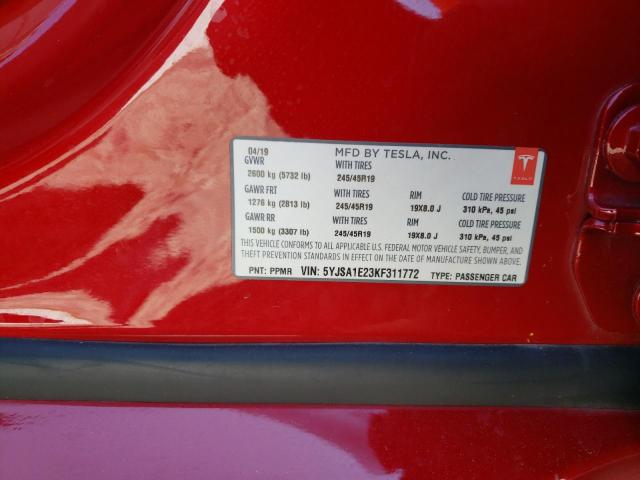 04/19 MFD BY TESLA, INC.
GVWR WITH TIRES
2600 kg (5732 lb) 245/45R19
GAWR FRT WITH TIRES RIM COLD TIRE PRESSURE
1276 kg (2813 lb) 245/45R19 19X8.0 J 310 kPa, 45 psi
GAWR RR WITH TIRES RIM COLD TIRE PRESSURE
1500 kg (3307 lb) 245/45R19 19X8.0 J 310 kPa, 45 psi
THIS VEHICLE CONFORMS TO ALL APPLICABLE U.S. FEDERAL MOTOR VEHICLE SAFETY, BUMPER, AND
THEFT PREVENTION STANDARDS IN EFFECT ON THE DATE OF MANUFACTURE SHOWN ABOVE.
PNT: PPMR VIN: 5YJSA1E23KF311772 TYPE: PASSENGER CAR
TESLA